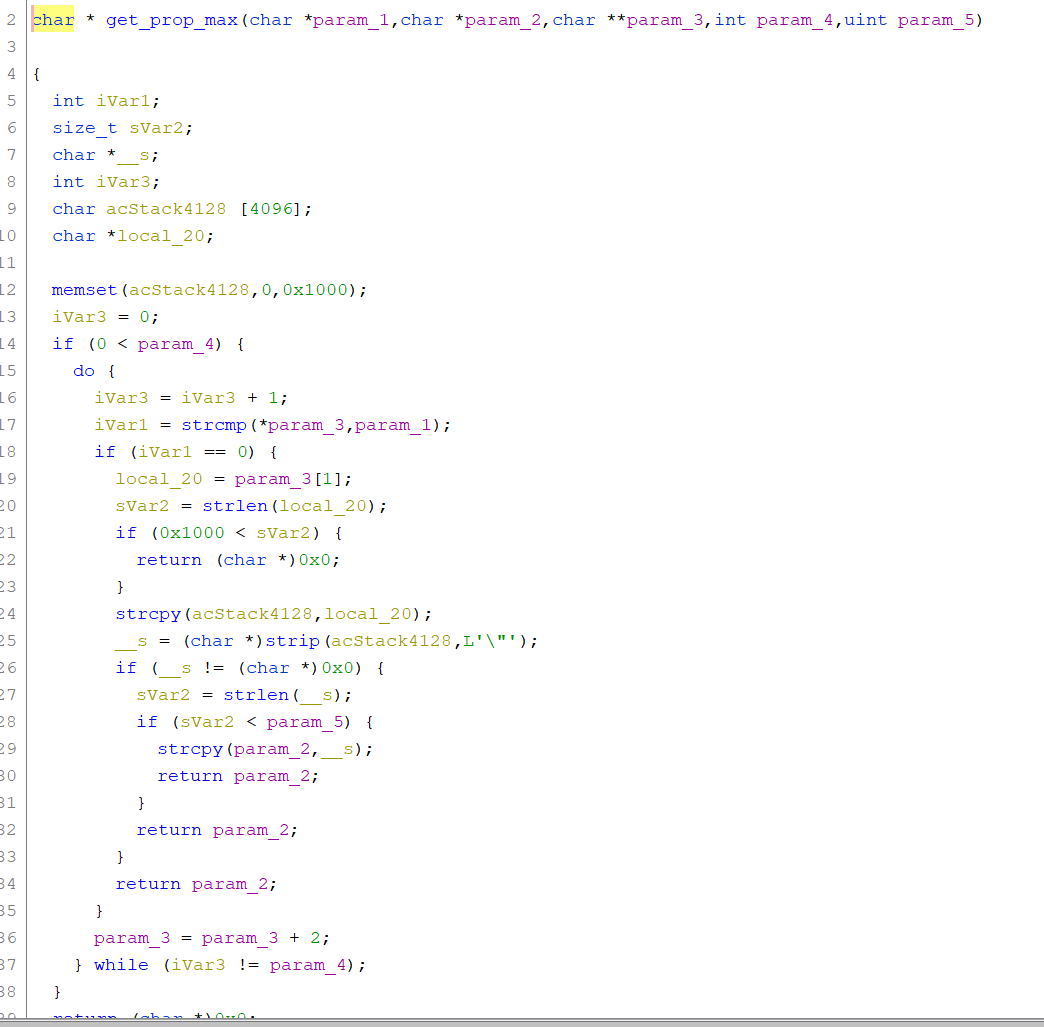 2 char * get_prop_max(char *param_1,char *param_2,char **param_3,int param_4,uint param_5)
3
4 {
5 int iVar1;
6 size_t sVar2;
7 char *__s;
8 int iVar3;
9 char acStack4128 [4096];
10 char *local_20;
11
12 memset(acStack4128,0,0x1000);
13 iVar3 = 0;
14 if (0 < param_4) {
15 do {
16 iVar3 = iVar3 + 1;
17 iVar1 = strcmp(*param_3,param_1);
18 if (iVar1 == 0) {
19 local_20 = param_3[1];
20 sVar2 = strlen(local_20);
21 if (0x1000 < sVar2) {
22 return (char *)0x0;
23 }
24 strcpy(acStack4128,local_20);
25 __s = (char *)strip(acStack4128,L'\"');
26 if (__s != (char *)0x0) {
27 sVar2 = strlen(__s);
28 if (sVar2 < param_5) {
29 strcpy(param_2,__s);
30 return param_2;
31 }
32 return param_2;
33 }
34 return param_2;
35 }
36 param_3 = param_3 + 2;
37 } while (iVar3 != param_4);
38 }
39 return (char *)0x0;